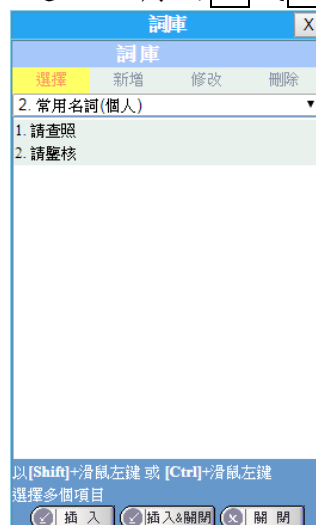 詞庫 X
詞庫
選擇 新增 修改 刪除
2. 常用名詞(個人)
1. 請查照
2. 請鑒核
以[Shift]+滑鼠左鍵 或 [Ctrl]+滑鼠左鍵
選擇多個項目
插 入 插入&關閉 關 閉